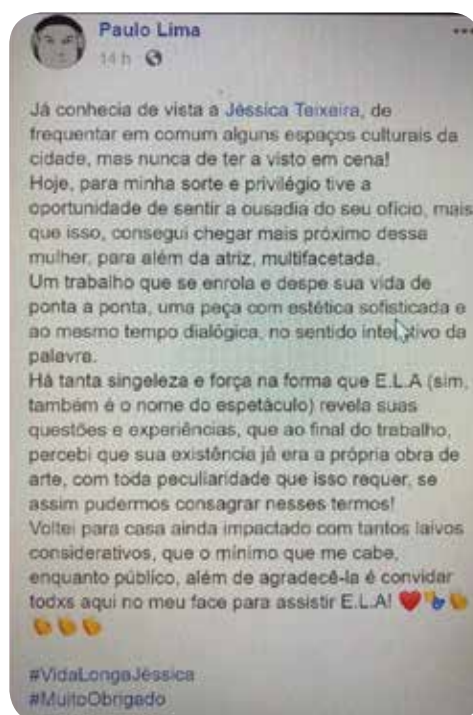 Paulo Lima
14 h
Já conhecia de vista a Jéssica Teixeira, de
frequentar em comum alguns espaços culturais da
cidade, mas nunca de ter a visto em cena!
Hoje, para minha sorte e privilégio tive a
oportunidade de sentir a ousadia do seu ofício, mais
que isso, consegui chegar mais próximo dessa
mulher, para além da atriz, multifacetada.
Um trabalho que se enrola e despe sua vida de
ponta a ponta, uma peça com estética sofisticada e
ao mesmo tempo dialógica, no sentido interativo da
palavra.
Há tanta singeleza e força na forma que E.L.A (sim,
também é o nome do espetáculo) revela suas
questões e experiências, que ao final do trabalho,
percebi que sua existência já era a própria obra de
arte, com toda peculiaridade que isso requer, se
assim pudermos consagrar nesses termos!
Voltei para casa ainda impactado com tantos laivos
considerativos, que o mínimo que me cabe,
enquanto público, além de agradecê-la é convidar
todxs aqui no meu face para assistir E.L.A!
#VidaLongaJéssica
#MuitoObrigado